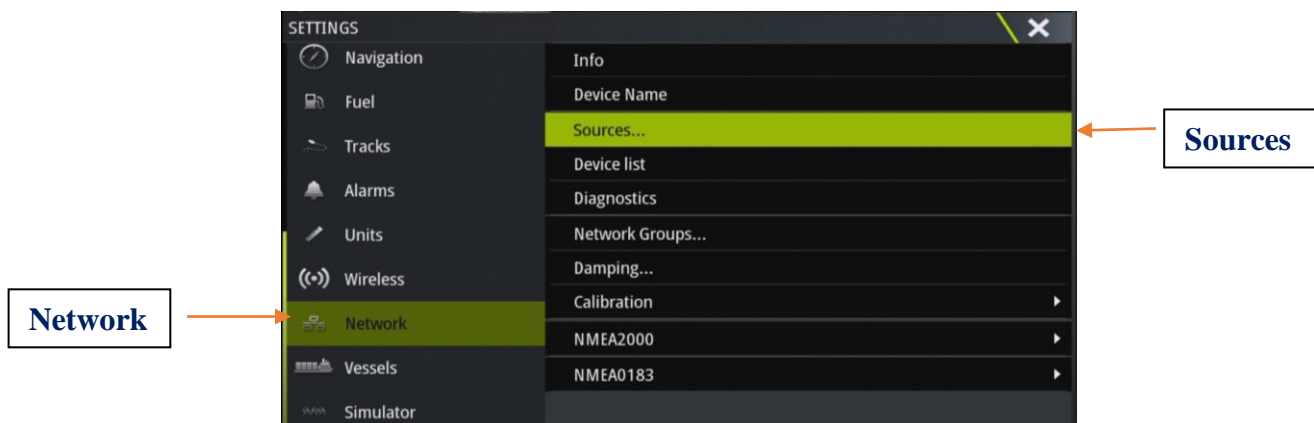 SETTINGS
Navigation
Fuel
Tracks
Alarms
Units
Wireless
Network
Vessels
Simulator
Info
Device Name
Sources...
Device list
Diagnostics
Network Groups...
Damping...
Calibration
NMEA2000
NMEA0183
Network
Sources